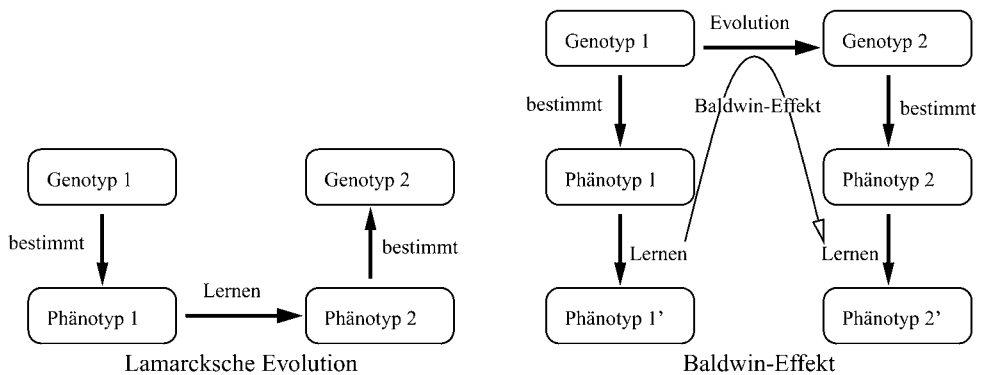 Genotyp 1
bestimmt
Phänotyp 1
Lernen
Phänotyp 2
bestimmt
Genotyp 2
Lamarcksche Evolution
Genotyp 1
Evolution
Genotyp 2
bestimmt
Baldwin-Effekt
bestimmt
Phänotyp 1
Phänotyp 2
Lernen
Lernen
Phänotyp 1’
Phänotyp 2’
Baldwin-Effekt